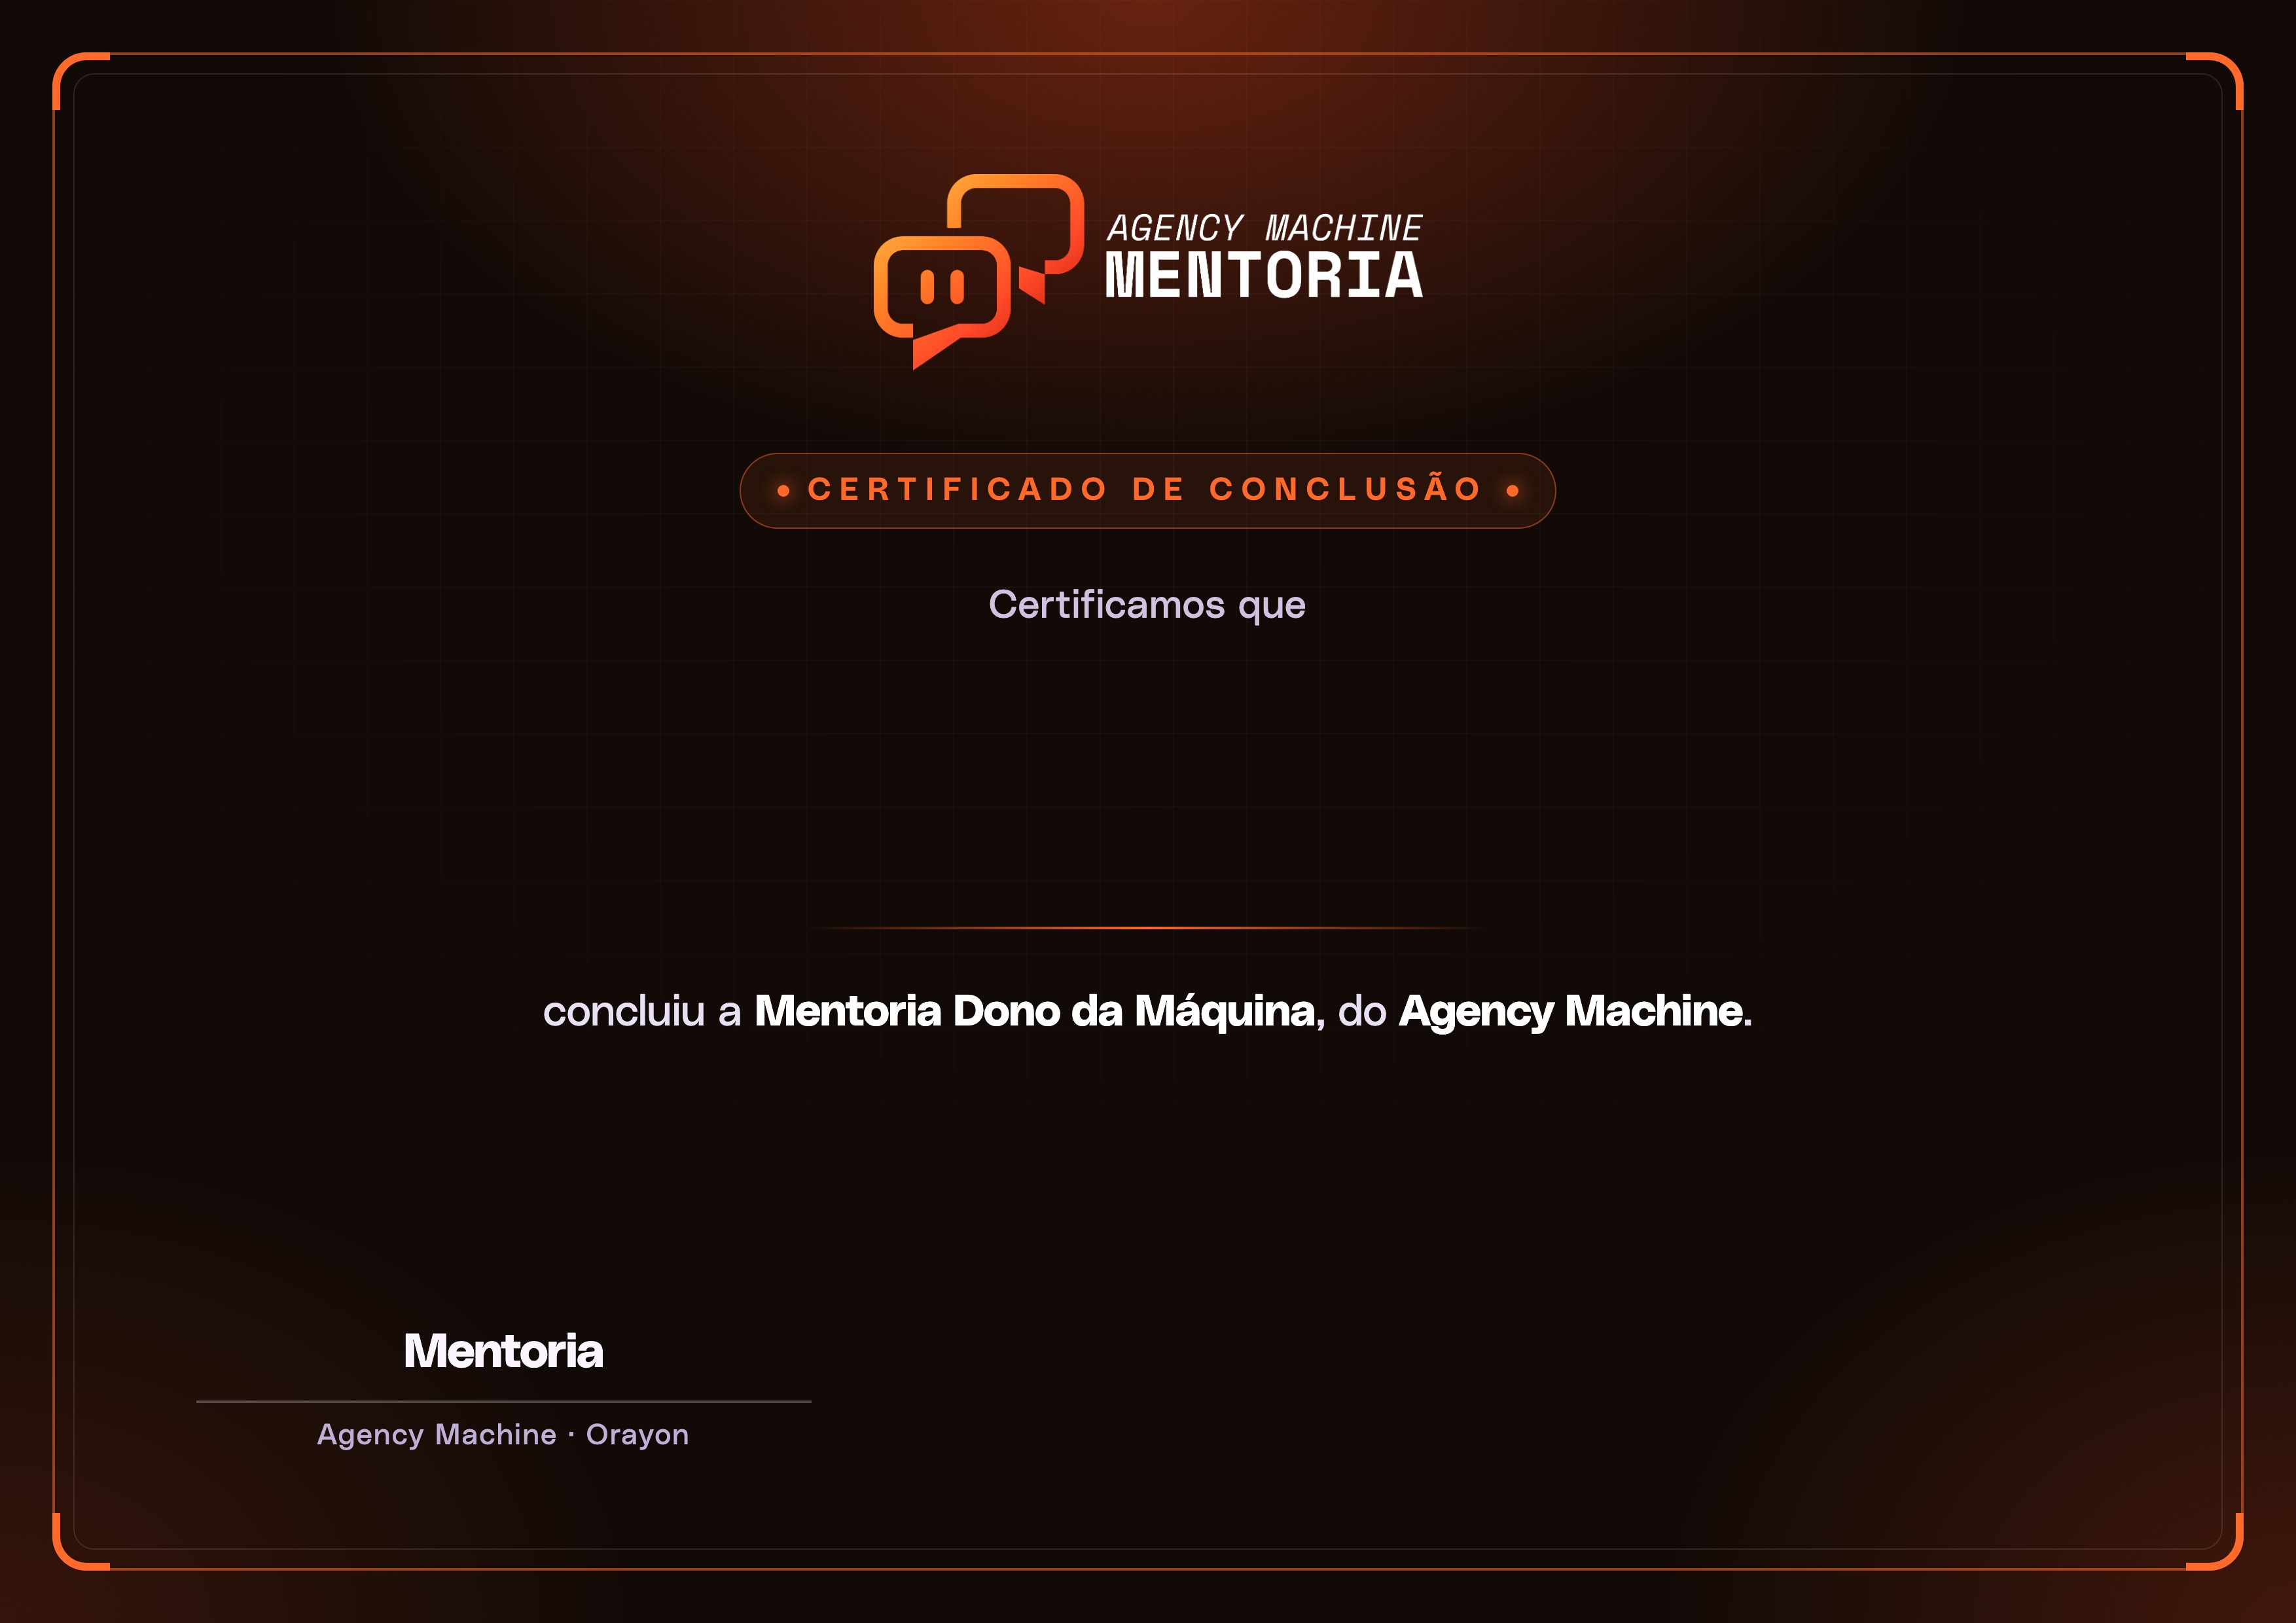 AGENCY MACHINE
MENTORIA
CERTIFICADO DE CONCLUSÃO
Certificamos que
concluiu a Mentoria Dono da Máquina, do Agency Machine.
Mentoria
Agency Machine · Orayon